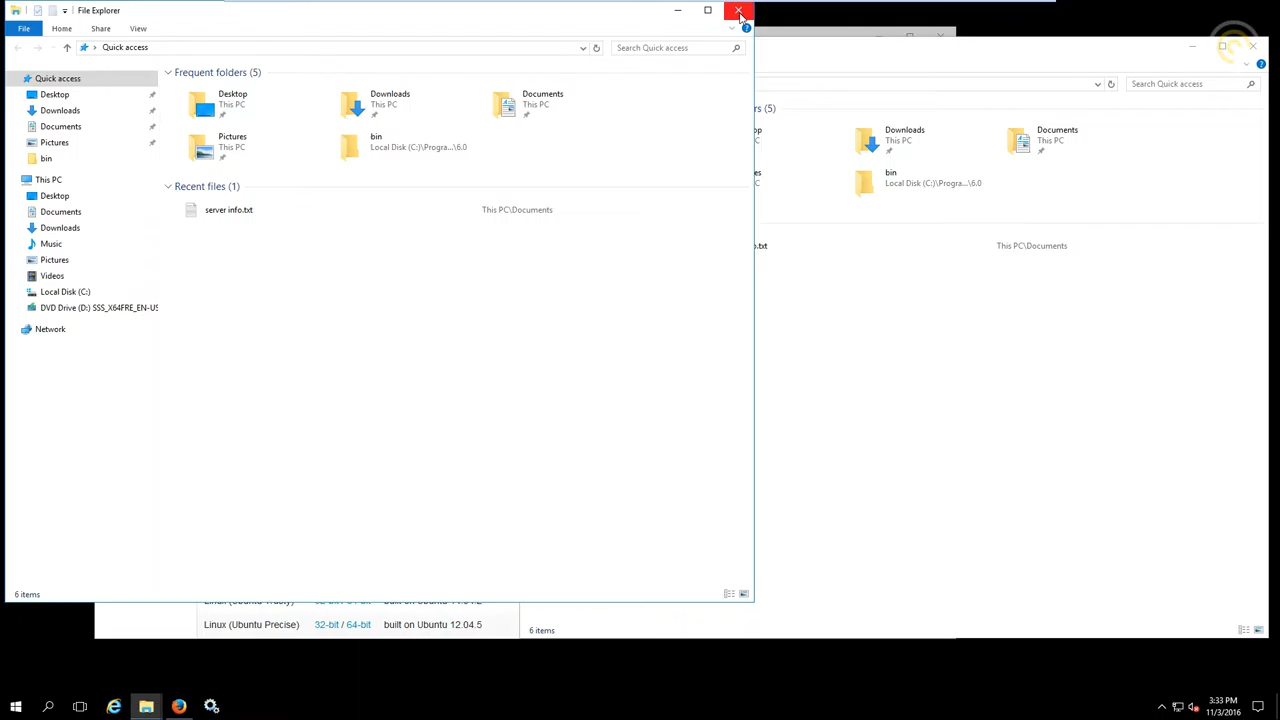 File Explorer
File
Home
Share
View
Quick access
Search Quick access
Quick access
Desktop
Downloads
Documents
Pictures
bin
This PC
Desktop
Documents
Downloads
Music
Pictures
Videos
Local Disk (C:)
DVD Drive (D:) SSS_X64FRE_EN-US
Network
Frequent folders (5)
Desktop
This PC
Downloads
This PC
Documents
This PC
Pictures
This PC
bin
Local Disk (C:)\Progra...\6.0
Recent files (1)
server info.txt
This PC\Documents
6 items
Search Quick access
(5)
Downloads
This PC
Documents
This PC
bin
Local Disk (C:)\Progra...\6.0
.txt
This PC\Documents
6 items
Linux (Ubuntu Precise) 32-bit / 64-bit built on Ubuntu 12.04.5
3:33 PM
11/3/2016